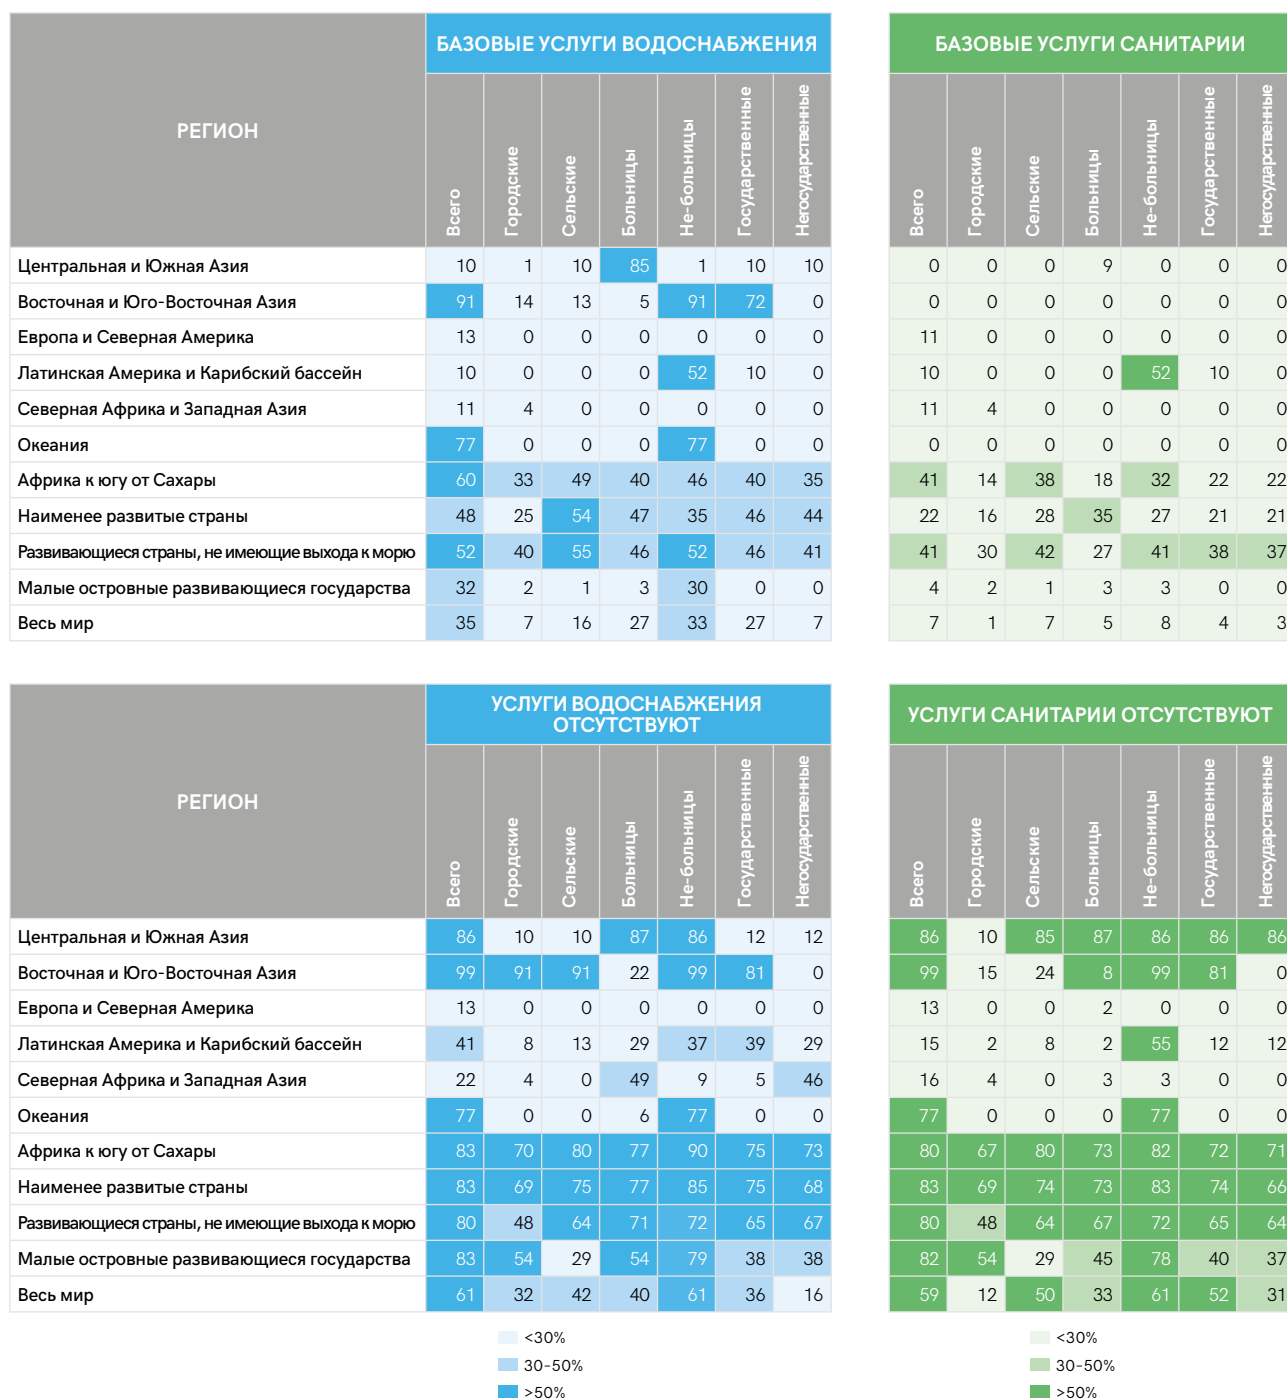 БАЗОВЫЕ УСЛУГИ ВОДОСНАБЖЕНИЯ
РЕГИОН Всего Городские Сельские Больницы Не-больницы Государственные Негосударственные
Центральная и Южная Азия 10 1 10 85 1 10 10
Восточная и Юго-Восточная Азия 91 14 13 5 91 72 0
Европа и Северная Америка 13 0 0 0 0 0 0
Латинская Америка и Карибский бассейн 10 0 0 0 52 10 0
Северная Африка и Западная Азия 11 4 0 0 0 0 0
Океания 77 0 0 0 77 0 0
Африка к югу от Сахары 60 33 49 40 46 40 35
Наименее развитые страны 48 25 54 47 35 46 44
Развивающиеся страны, не имеющие выхода к морю 52 40 55 46 52 46 41
Малые островные развивающиеся государства 32 2 1 3 30 0 0
Весь мир 35 7 16 27 33 27 7
БАЗОВЫЕ УСЛУГИ САНИТАРИИ
Всего Городские Сельские Больницы Не-больницы Государственные Негосударственные
0 0 0 9 0 0 0
0 0 0 0 0 0 0
11 0 0 0 0 0 0
10 0 0 0 52 10 0
11 4 0 0 0 0 0
0 0 0 0 0 0 0
41 14 38 18 32 22 22
22 16 28 35 27 21 21
41 30 42 27 41 38 37
4 2 1 3 3 0 0
7 1 7 5 8 4 3
УСЛУГИ ВОДОСНАБЖЕНИЯ
ОТСУТСТВУЮТ
РЕГИОН Всего Городские Сельские Больницы Не-больницы Государственные Негосударственные
Центральная и Южная Азия 86 10 10 87 86 12 12
Восточная и Юго-Восточная Азия 99 91 91 22 99 81 0
Европа и Северная Америка 13 0 0 0 0 0 0
Латинская Америка и Карибский бассейн 41 8 13 29 37 39 29
Северная Африка и Западная Азия 22 4 0 49 9 5 46
Океания 77 0 0 6 77 0 0
Африка к югу от Сахары 83 70 80 77 90 75 73
Наименее развитые страны 83 69 75 77 85 75 68
Развивающиеся страны, не имеющие выхода к морю 80 48 64 71 72 65 67
Малые островные развивающиеся государства 83 54 29 54 79 38 38
Весь мир 61 32 42 40 61 36 16
<30%
30-50%
>50%
УСЛУГИ САНИТАРИИ ОТСУТСТВУЮТ
Всего Городские Сельские Больницы Не-больницы Государственные Негосударственные
86 10 85 87 86 86 86
99 15 24 8 99 81 0
13 0 0 2 0 0 0
15 2 8 2 55 12 12
16 4 0 3 3 0 0
77 0 0 0 77 0 0
80 67 80 73 82 72 71
83 69 74 73 83 74 66
80 48 64 67 72 65 64
82 54 29 45 78 40 37
59 12 50 33 61 52 31
<30%
30-50%
>50%